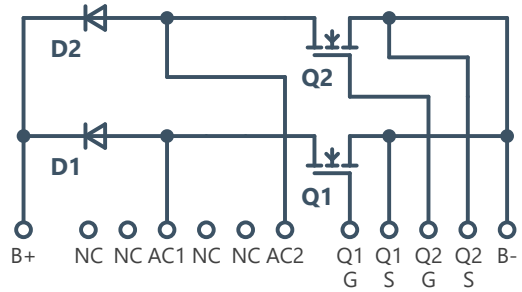 D2
Q2
D1
Q1
B+ NC NC AC1 NC NC AC2 Q1 Q1 Q2 Q2 B-
G S G S